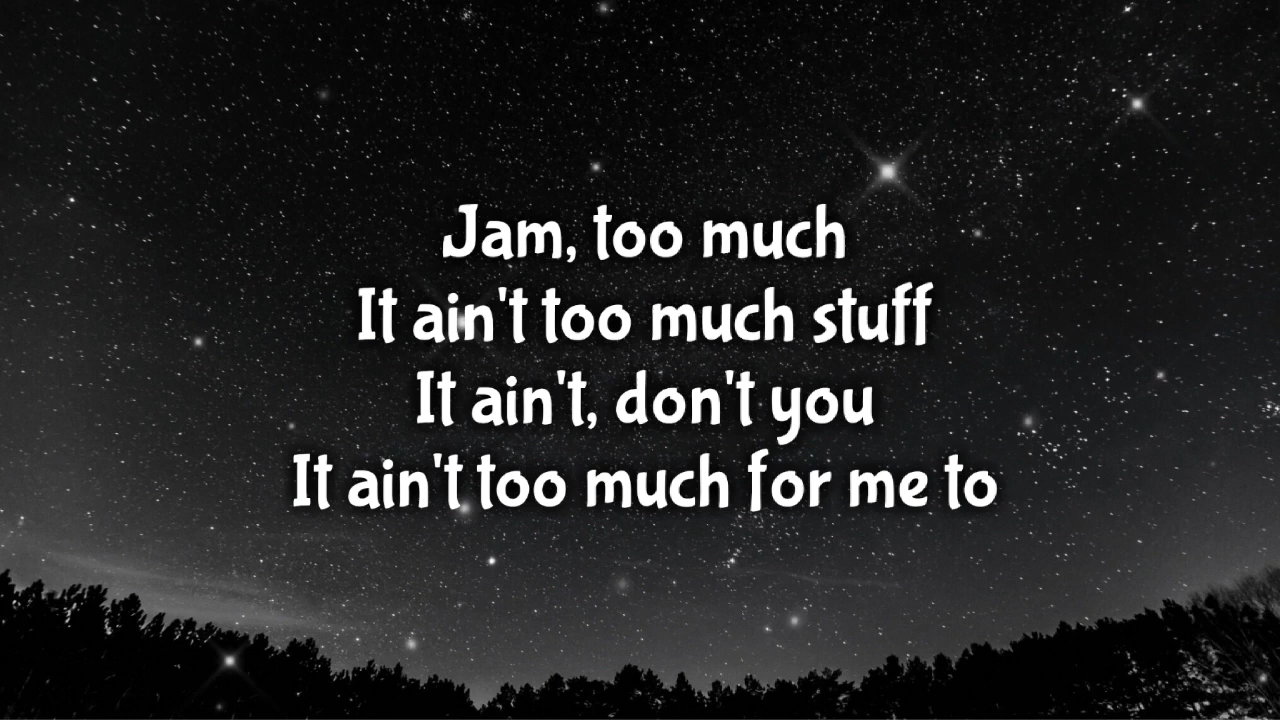 Jam, too much
It ain't too much stuff
It ain't, don't you
It ain't too much for me to